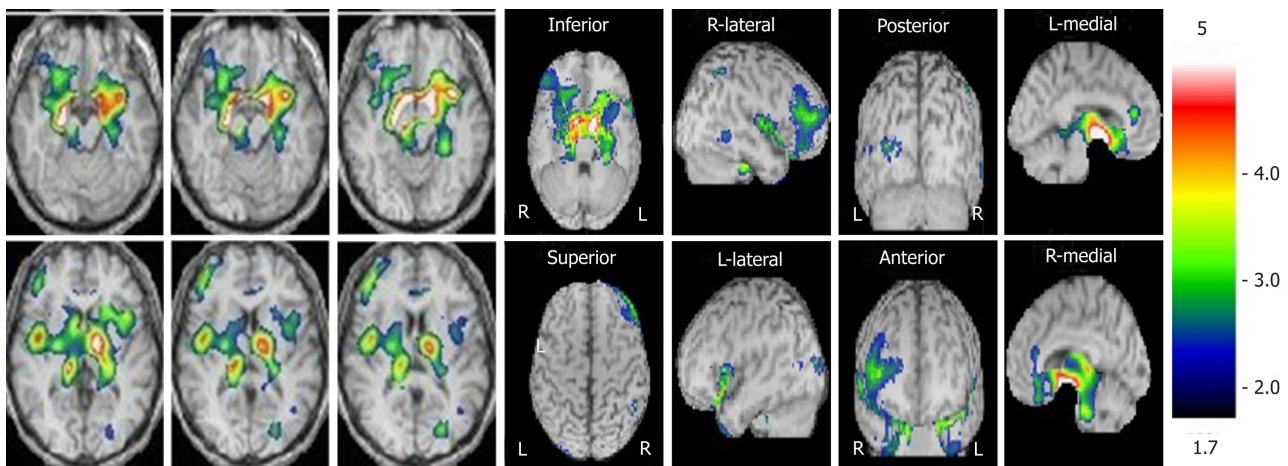 Inferior
R-lateral
Posterior
L-medial
5
R
L
L
R
- 4.0
Superior
L-lateral
Anterior
R-medial
- 3.0
L
- 2.0
L
R
R
L
1.7